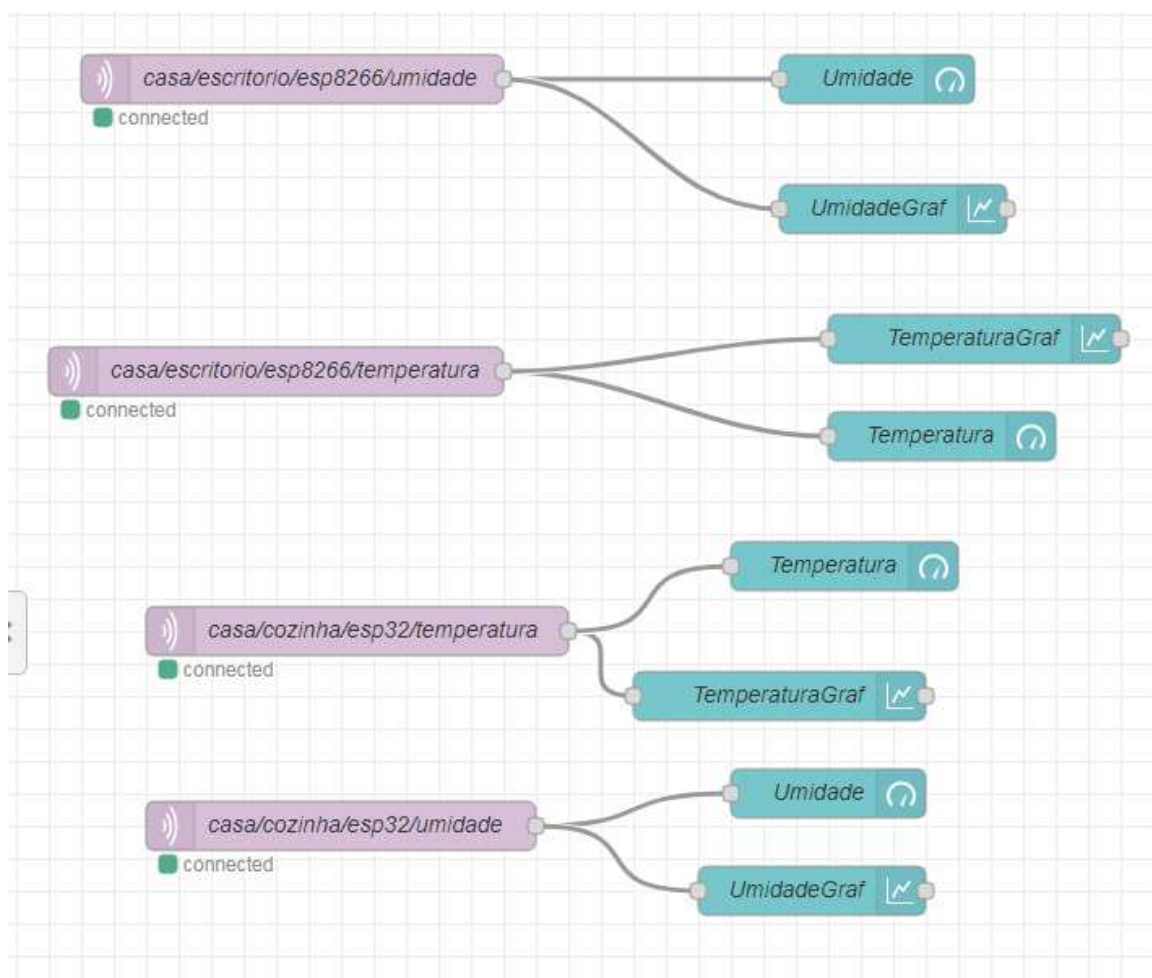 casa/escritorio/esp8266/umidade
Umidade
connected
UmidadeGraf
TemperaturaGraf
casa/escritorio/esp8266/temperatura
connected
Temperatura
Temperatura
casa/cozinha/esp32/temperatura
connected
TemperaturaGraf
Umidade
casa/cozinha/esp32/umidade
connected
UmidadeGraf